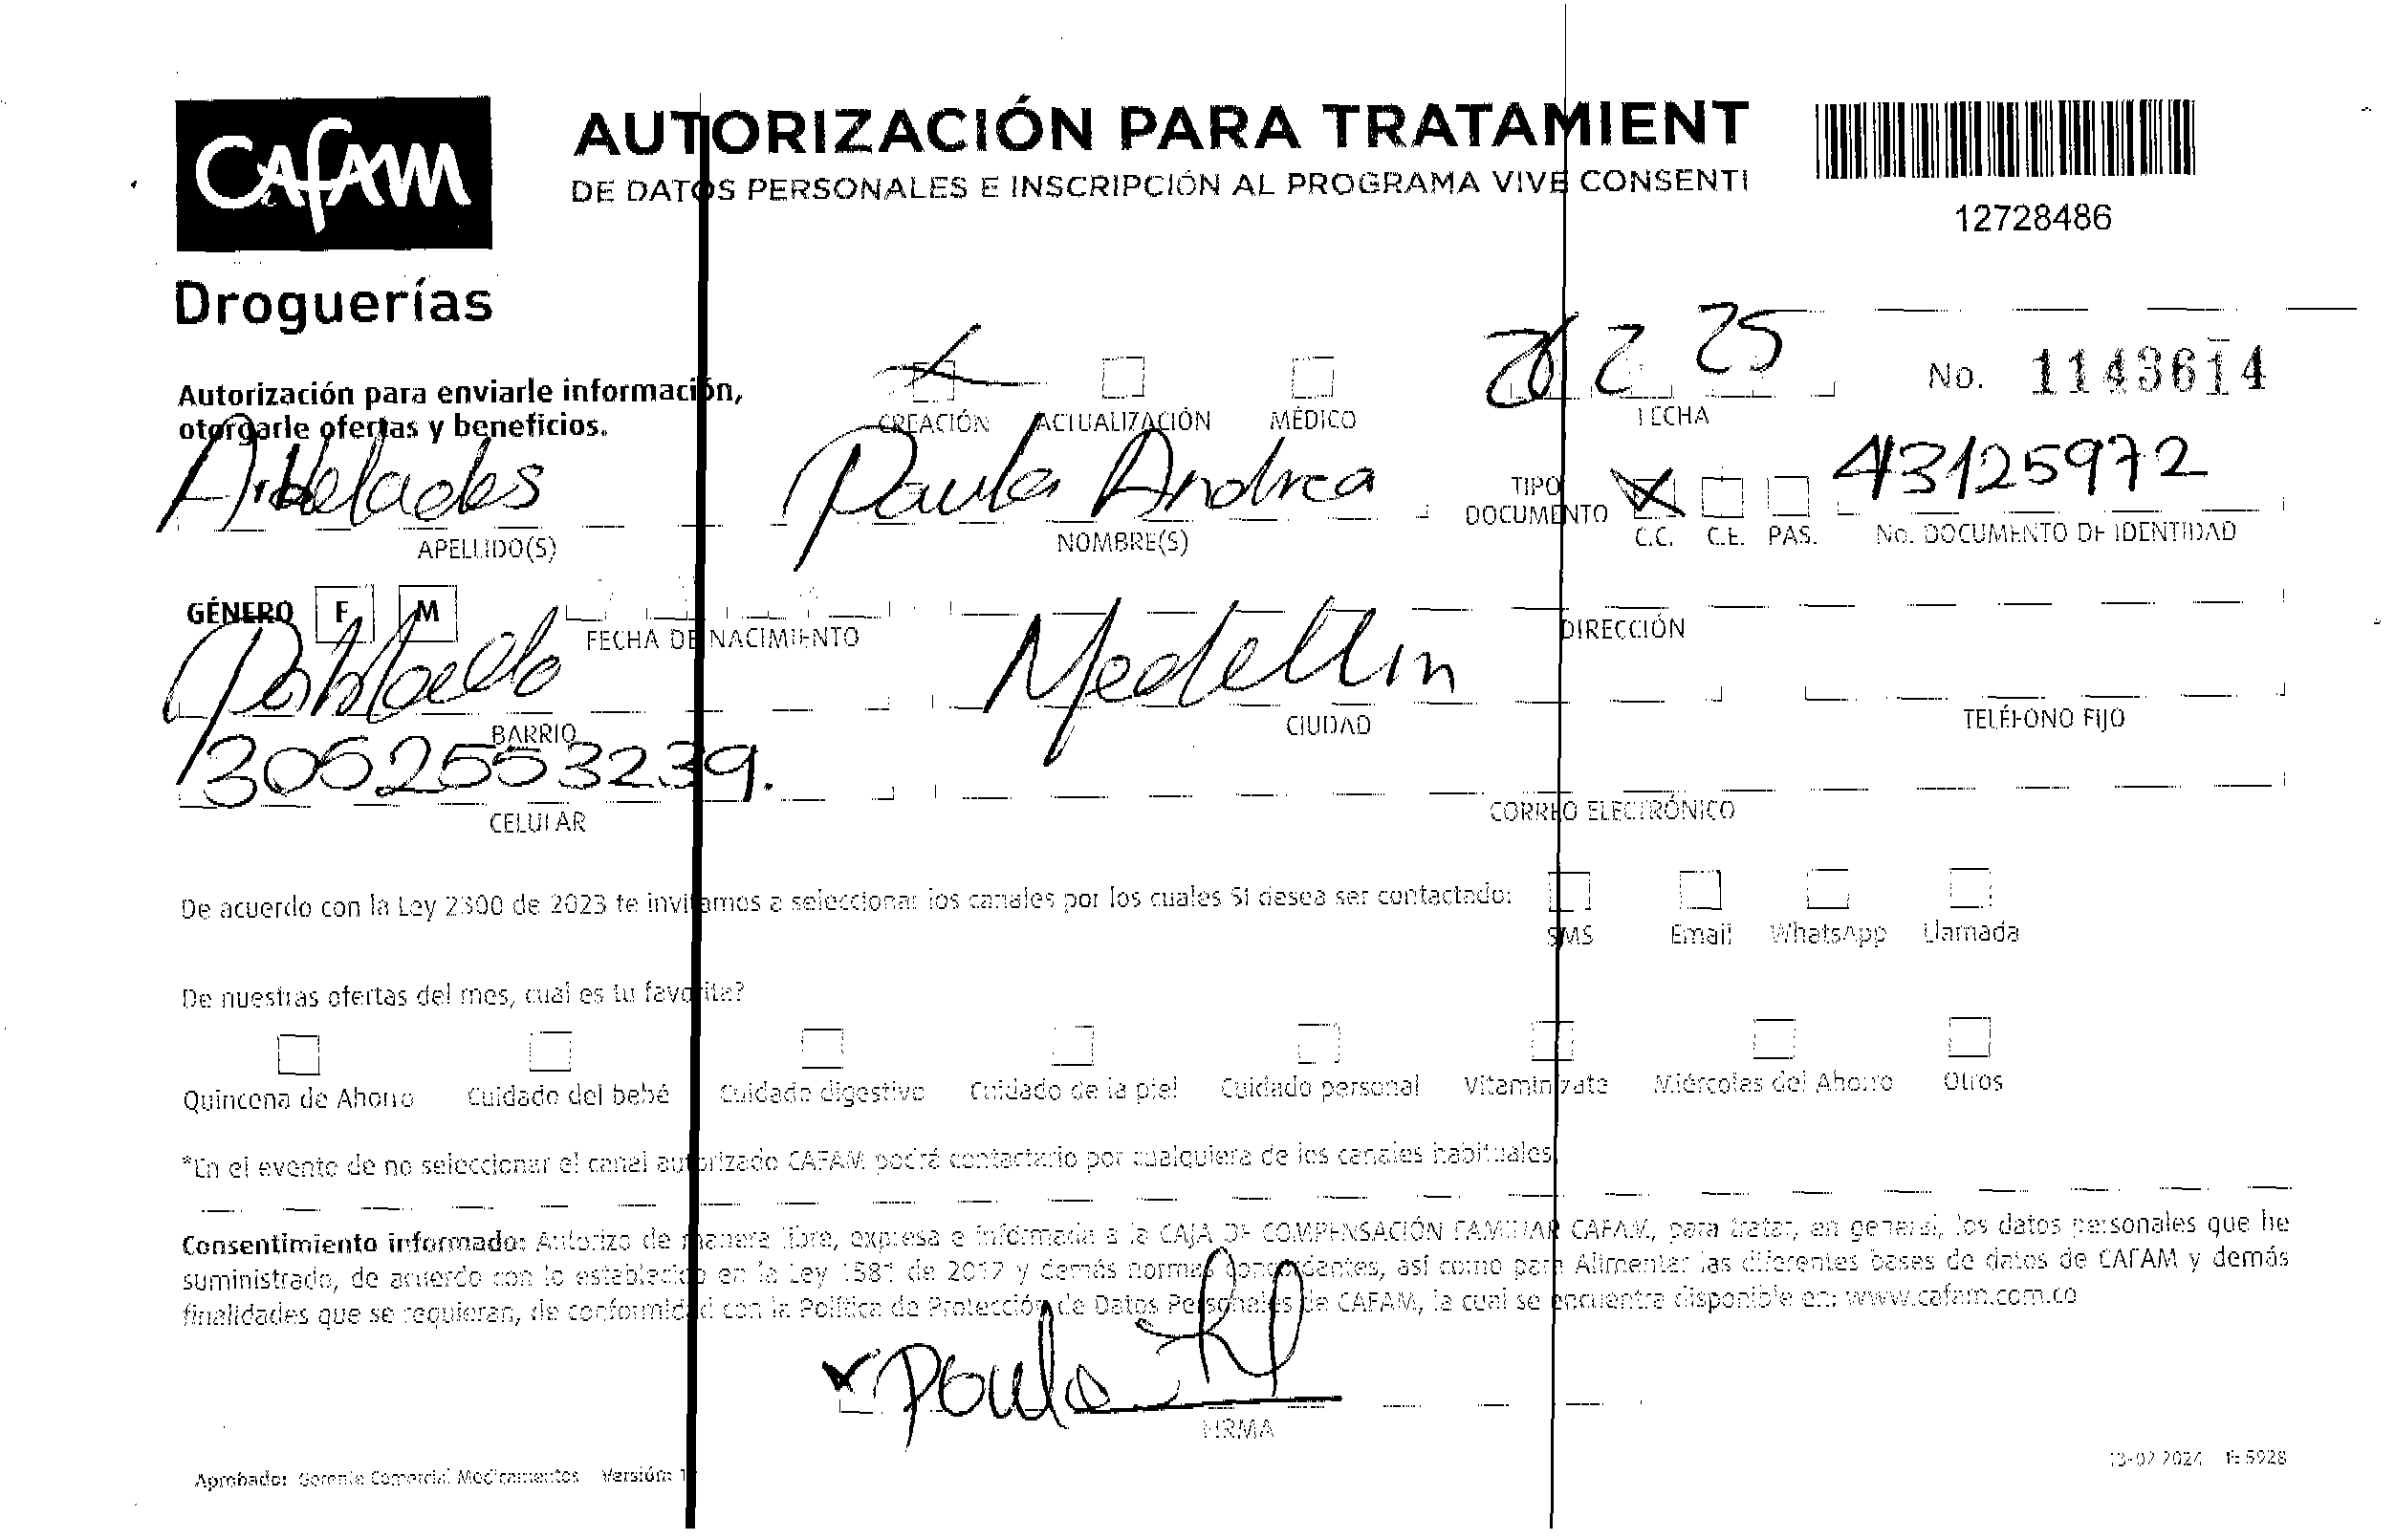 CAFAM
Droguerías
AUTORIZACIÓN PARA TRATAMIENT
DE DATOS PERSONALES E INSCRIPCIÓN AL PROGRAMA VIVE CONSENTI
12728486
Autorización para enviarle información,
otorgarle ofertas y beneficios.
CREACIÓN ACTUALIZACIÓN MÉDICO
2 25
FECHA
No. 1143614
Paula Andrea
TIPO DOCUMENTO
C.C. C.E. PAS.
43125972
APELLIDO(S) NOMBRE(S) No. DOCUMENTO DE IDENTIDAD
GÉNERO F M
FECHA DE NACIMIENTO DIRECCIÓN
Medellin
BARRIO CIUDAD TELÉFONO FIJO
3052553239.
CELULAR CORREO ELECTRÓNICO
De acuerdo con la Ley 2300 de 2023 te invitamos a seleccionar los canales por los cuales SI desea ser contactado:
SMS Email WhatsApp Llamada
De nuestras ofertas del mes, cual es tu favorita?
Quincena de Ahorro Cuidado del bebé Cuidado digestivo Cuidado de la piel Cuidado personal Vitaminízate Miércoles del Ahorro Otros
*En el evento de no seleccionar el canal autorizado CAFAM podrá contactarlo por cualquiera de los canales habituales
Consentimiento informado: Autorizo de manera libre, expresa e informada a la CAJA DE COMPENSACIÓN FAMILIAR CAFAM, para tratar, en general, los datos personales que he
suministrado, de acuerdo con lo establecido en la Ley 1581 de 2012 y demás normas concordantes, así como para Alimentar las diferentes bases de datos de CAFAM y demás
finalidades que se requieran, de conformidad con la Política de Protección de Datos Personales de CAFAM, la cual se encuentra disponible en: www.cafam.com.co
Paula
FIRMA
Aprobado: Gerente Comercial Medicamentos Versión: 1
13-02 2024 F: 5928